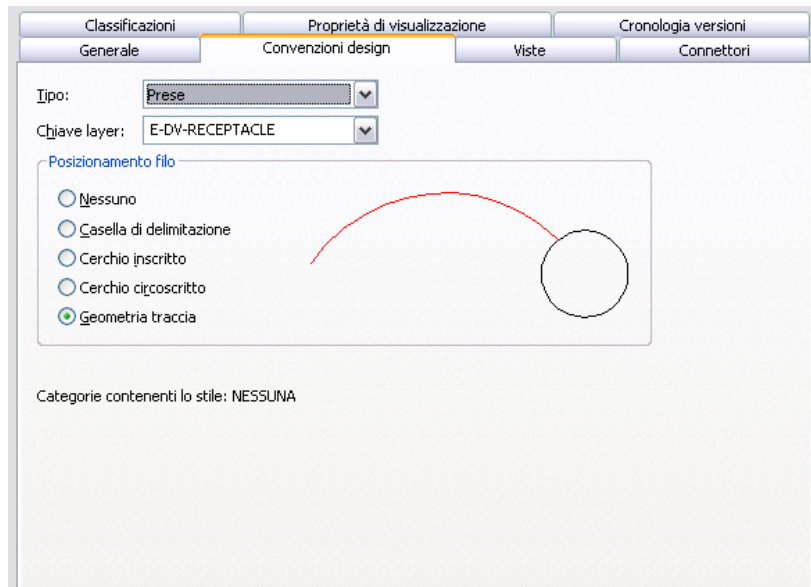 Classificazioni
Proprietà di visualizzazione
Cronologia versioni
Generale
Convenzioni design
Viste
Connettori
Tipo:
Prese
Chiave layer:
E-DV-RECEPTACLE
Posizionamento filo
Nessuno
Casella di delimitazione
Cerchio inscritto
Cerchio circoscritto
Geometria traccia
Categorie contenenti lo stile: NESSUNA